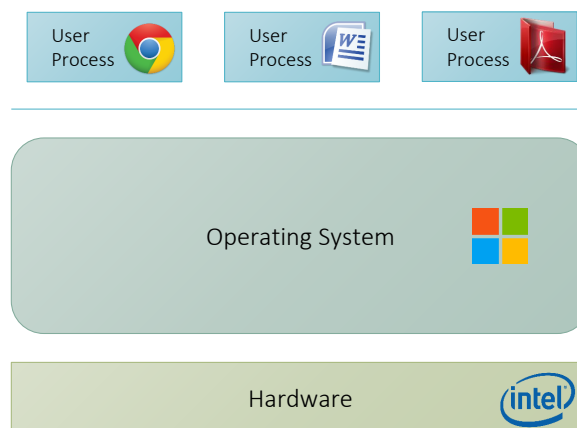 User
Process
User
Process
W
User
Process
Operating System
Hardware
intel